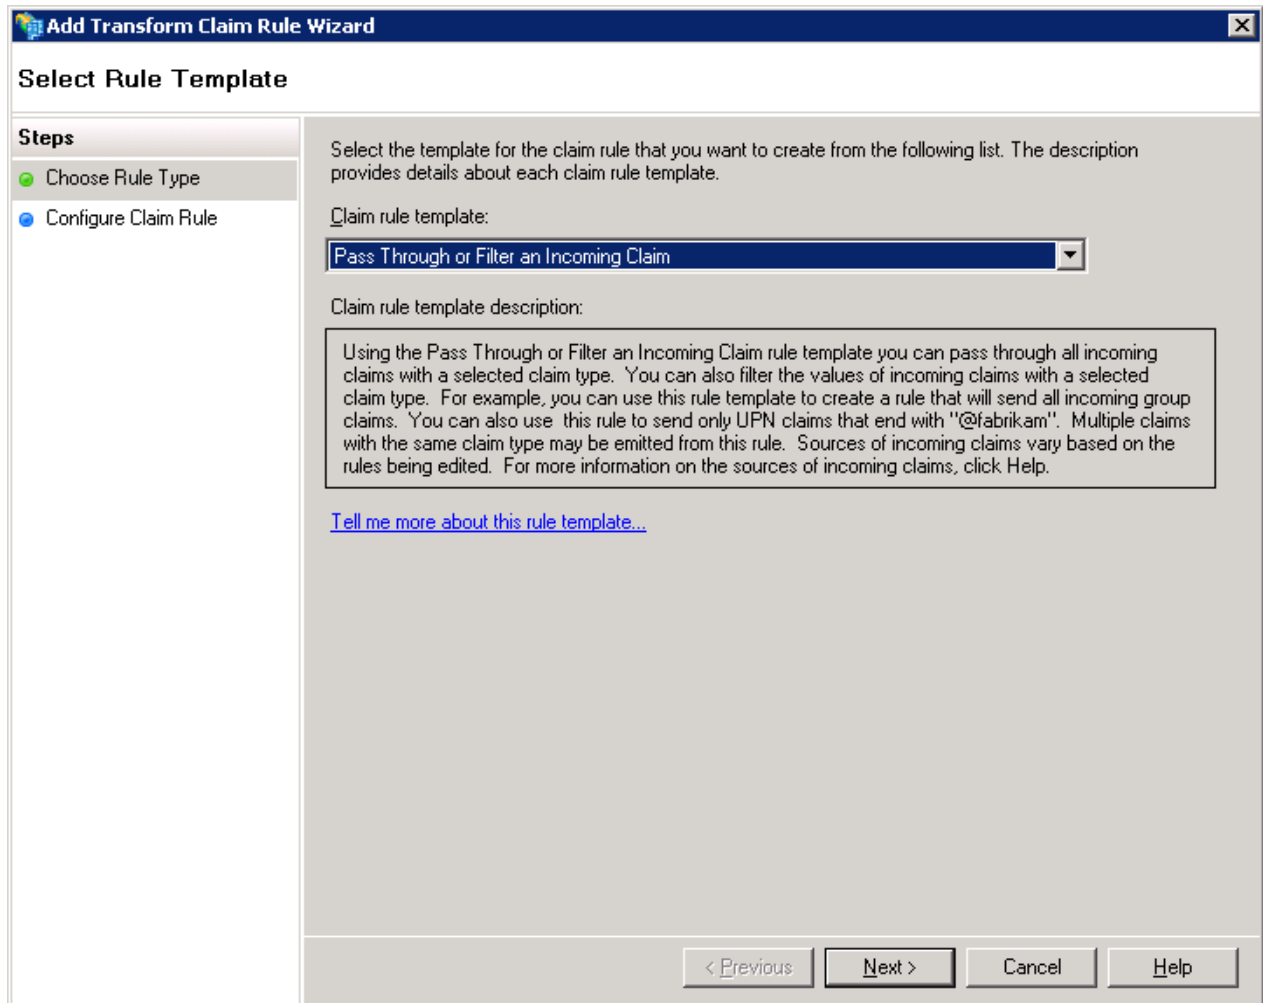 Add Transform Claim Rule Wizard
Select Rule Template
Steps
Choose Rule Type
Configure Claim Rule
Select the template for the claim rule that you want to create from the following list. The description
provides details about each claim rule template.
Claim rule template:
Pass Through or Filter an Incoming Claim
Claim rule template description:
Using the Pass Through or Filter an Incoming Claim rule template you can pass through all incoming
claims with a selected claim type.  You can also filter the values of incoming claims with a selected
claim type.  For example, you can use this rule template to create a rule that will send all incoming group
claims.  You can also use  this rule to send only UPN claims that end with "@fabrikam".  Multiple claims
with the same claim type may be emitted from this rule.  Sources of incoming claims vary based on the
rules being edited.  For more information on the sources of incoming claims, click Help.
Tell me more about this rule template...
< Previous
Next >
Cancel
Help